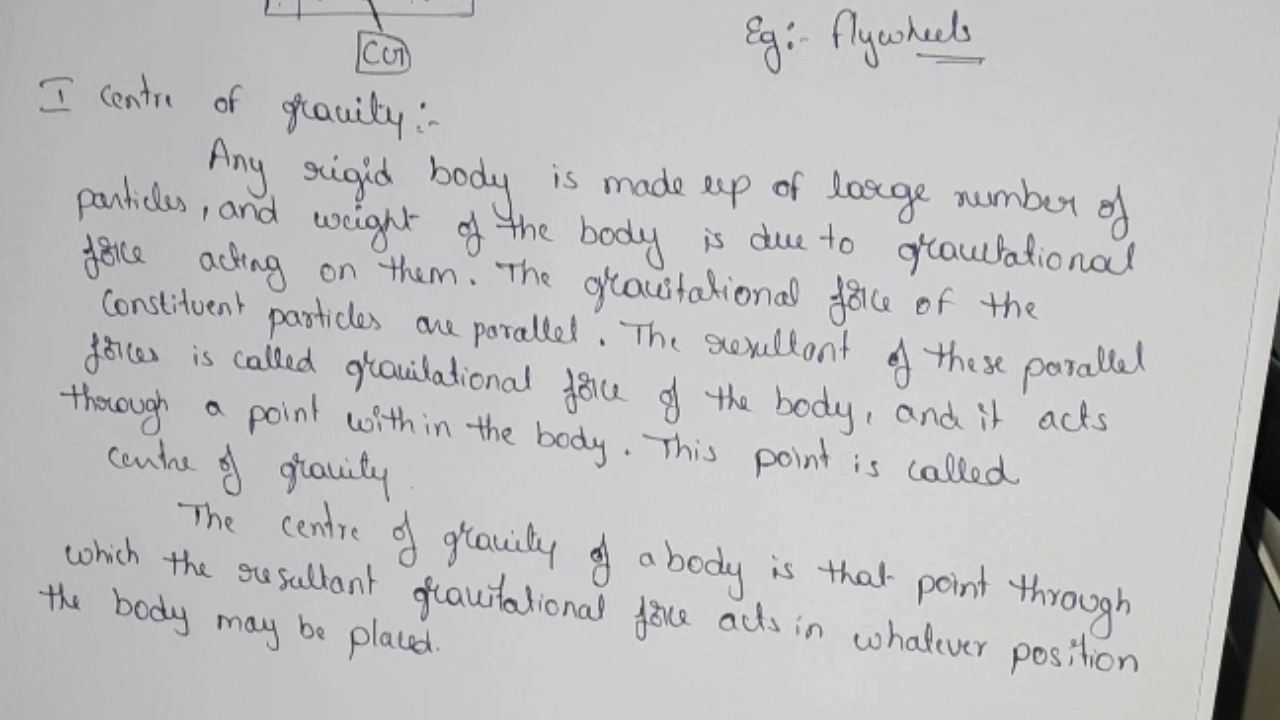 Eg:- flywheels
CG
I centre of gravity:-
Any rigid body is made up of large number of
particles, and weight of the body is due to gravitational
force acting on them. The gravitational force of the
constituent particles are parallel. The resultant of these parallel
forces is called gravitational force of the body, and it acts
through a point within the body. This point is called
centre of gravity.
The centre of gravity of a body is that point through
which the resultant gravitational force acts in whatever position
the body may be placed.